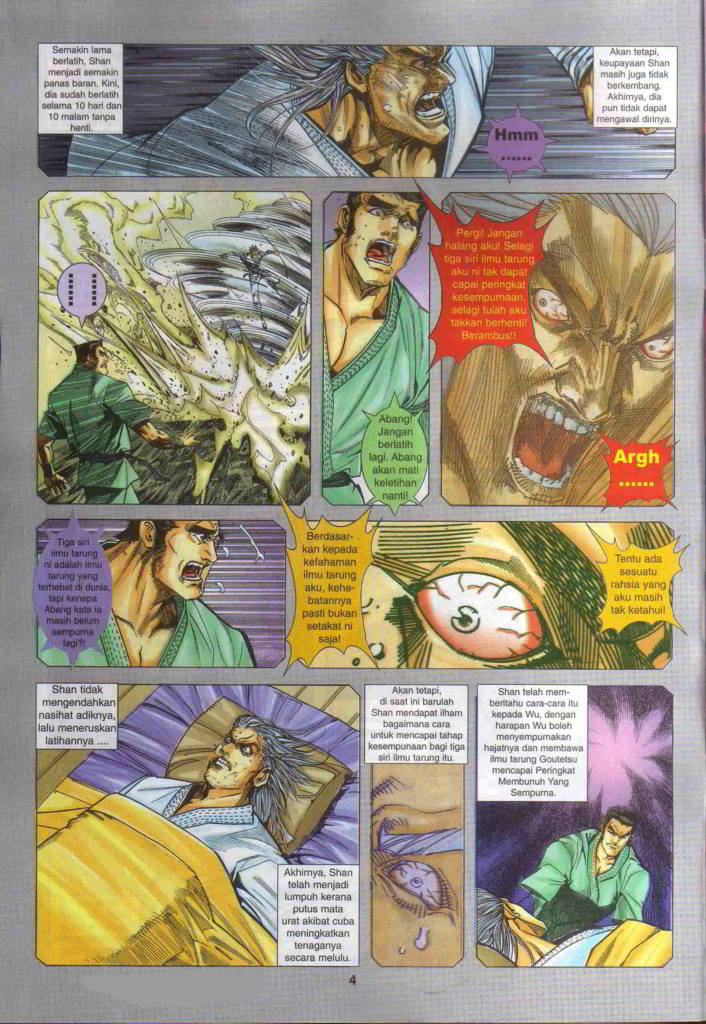 Semakin lama
berlatih, Shan
menjadi semakin
panas baran. Kini,
dia sudah berlatih
selama 10 hari dan
10 malam tanpa
henti.
Akan tetapi,
keupayaan Shan
masih juga tidak
berkembang.
Akhirnya, dia
pun tidak dapat
mengawal dirinya.
Hmm
......
!!
Abang!
Jangan
berlatih
lagi. Abang
akan mati
keletihan
nanti!
Pergi! Jangan
halang aku! Selagi
tiga siri ilmu tarung
aku ni tak dapat
capai peringkat
kesempurnaan,
selagi tulah aku
takkan berhenti!
Berambus!!
Argh
......
Tiga siri
ilmu tarung
ni adalah ilmu
tarung yang
terhebat di dunia,
tapi kenapa
Abang kata ia
masih belum
sempurna
lagi?!
Berdasar-
kan kepada
kefahaman
ilmu tarung
aku, kehe-
batannya
pasti bukan
setakat ni
saja!
Tentu ada
sesuatu
rahsia yang
aku masih
tak ketahui!
Shan tidak
mengendahkan
nasihat adiknya,
lalu meneruskan
latihannya ....
Akhirnya, Shan
telah menjadi
lumpuh kerana
putus mata
urat akibat cuba
meningkatkan
tenaganya
secara melulu.
Akan tetapi,
di saat ini barulah
Shan mendapat ilham
bagaimana cara
untuk mencapai tahap
kesempunaan bagi tiga
siri ilmu tarung itu.
Shan telah mem-
beritahu cara-cara itu
kepada Wu, dengan
harapan Wu boleh
menyempurnakan
hajatnya dan membawa
ilmu tarung Goutetsu
mencapai Peringkat
Membunuh Yang
Sempurna.
4